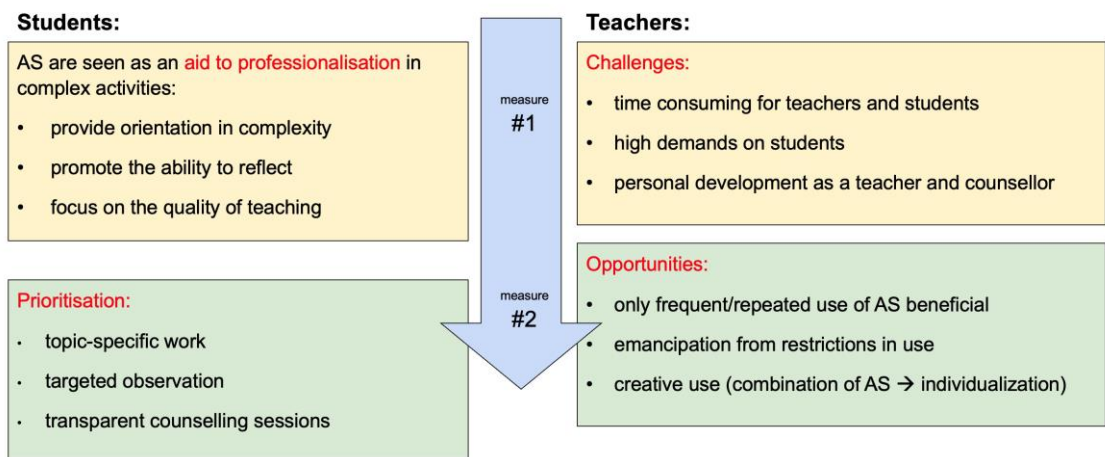 Students:
AS are seen as an aid to professionalisation in
complex activities:
• provide orientation in complexity
• promote the ability to reflect
• focus on the quality of teaching
Prioritisation:
• topic-specific work
• targeted observation
• transparent counselling sessions
measure
#1
measure
#2
Teachers:
Challenges:
• time consuming for teachers and students
• high demands on students
• personal development as a teacher and counsellor
Opportunities:
• only frequent/repeated use of AS beneficial
• emancipation from restrictions in use
• creative use (combination of AS → individualization)